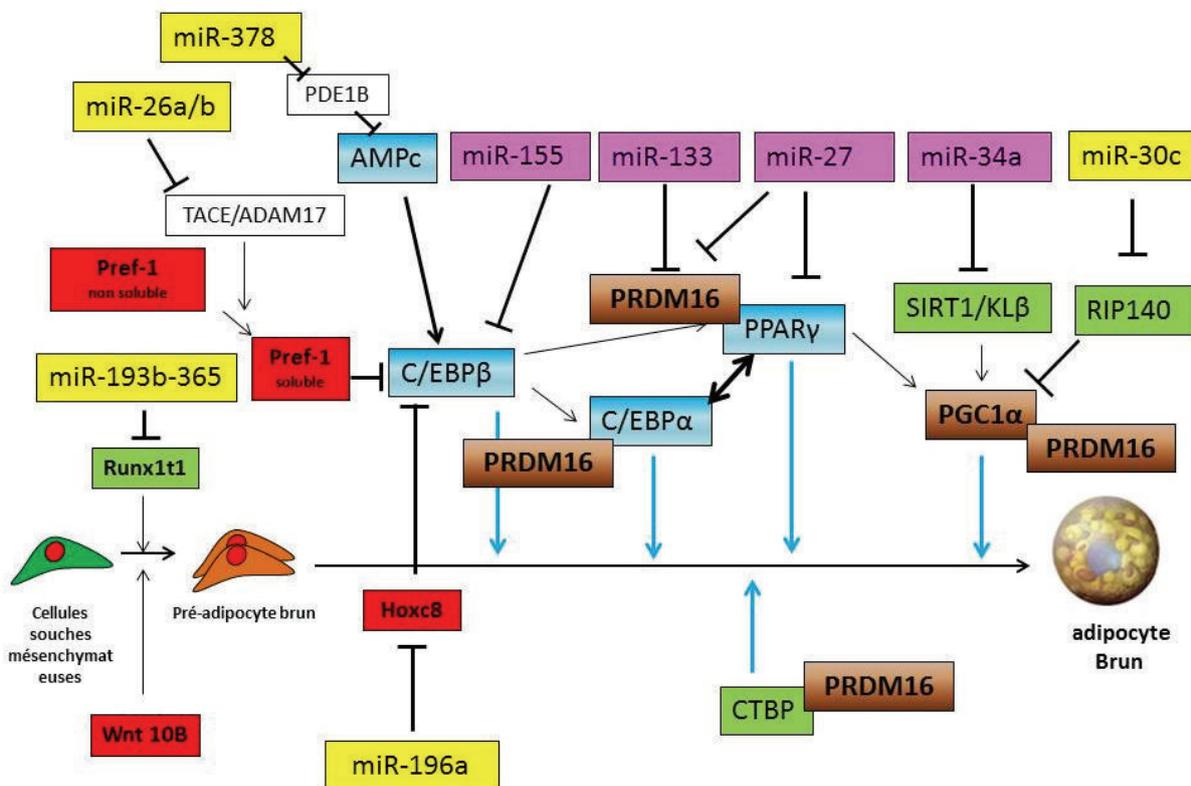 miR-378
PDE1B
miR-26a/b
AMPc
miR-155
miR-133
miR-27
miR-34a
miR-30c
TACE/ADAM17
Pref-1
non soluble
PRDM16
SIRT1/KLβ
RIP140
PPARγ
Pref-1
soluble
miR-193b-365
C/EBPβ
C/EBPα
PGC1α
PRDM16
PRDM16
Runx1t1
Cellules
souches
mésenchymat
euses
Pré-adipocyte brun
Hoxc8
adipocyte
Brun
PRDM16
CTBP
Wnt 10B
miR-196a